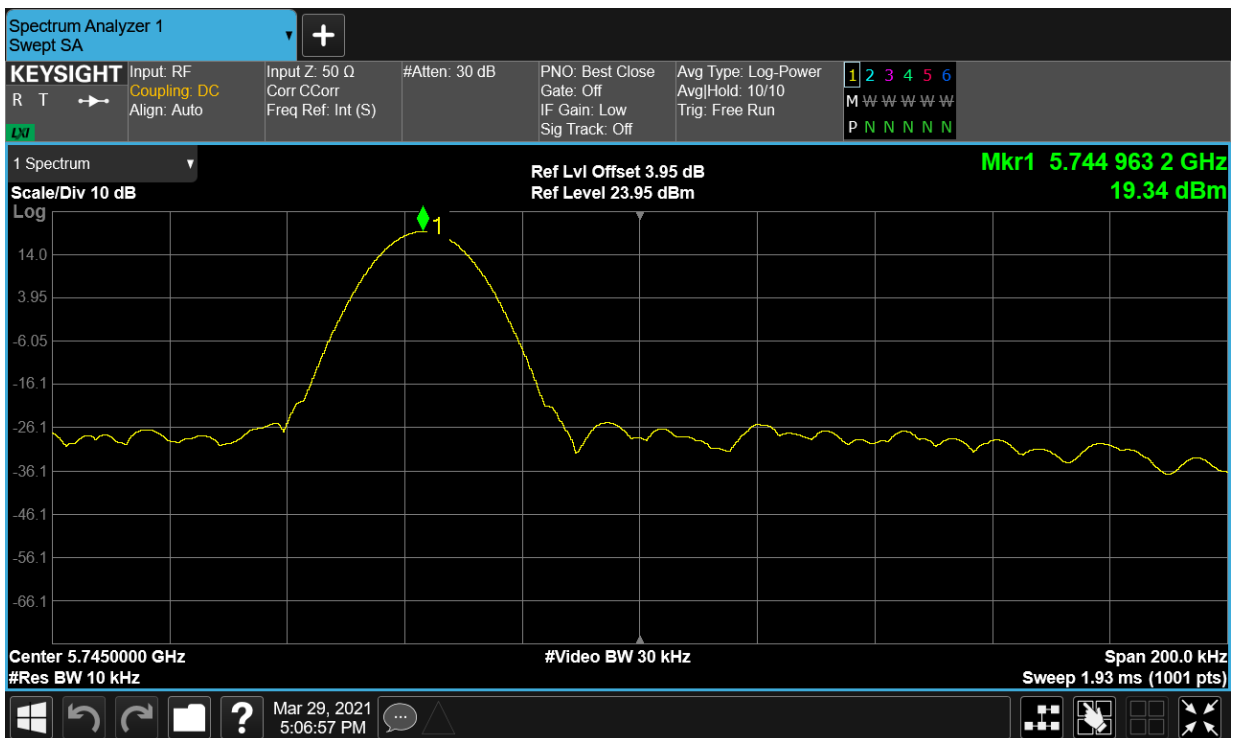 Spectrum Analyzer 1
Swept SA
▼
+
KEYSIGHT
R T
LXI
Input: RF
Coupling: DC
Align: Auto
Input Z: 50 Ω
Corr CCorr
Freq Ref: Int (S)
#Atten: 30 dB
PNO: Best Close
Gate: Off
IF Gain: Low
Sig Track: Off
Avg Type: Log-Power
Avg|Hold: 10/10
Trig: Free Run
1 2 3 4 5 6
M W W W W W
P N N N N N
1 Spectrum ▼
Scale/Div 10 dB
Log
Ref Lvl Offset 3.95 dB
Ref Level 23.95 dBm
Mkr1 5.744 963 2 GHz
19.34 dBm
1
14.0
3.95
-6.05
-16.1
-26.1
-36.1
-46.1
-56.1
-66.1
Center 5.7450000 GHz
#Res BW 10 kHz
#Video BW 30 kHz
Span 200.0 kHz
Sweep 1.93 ms (1001 pts)
?
Mar 29, 2021
5:06:57 PM